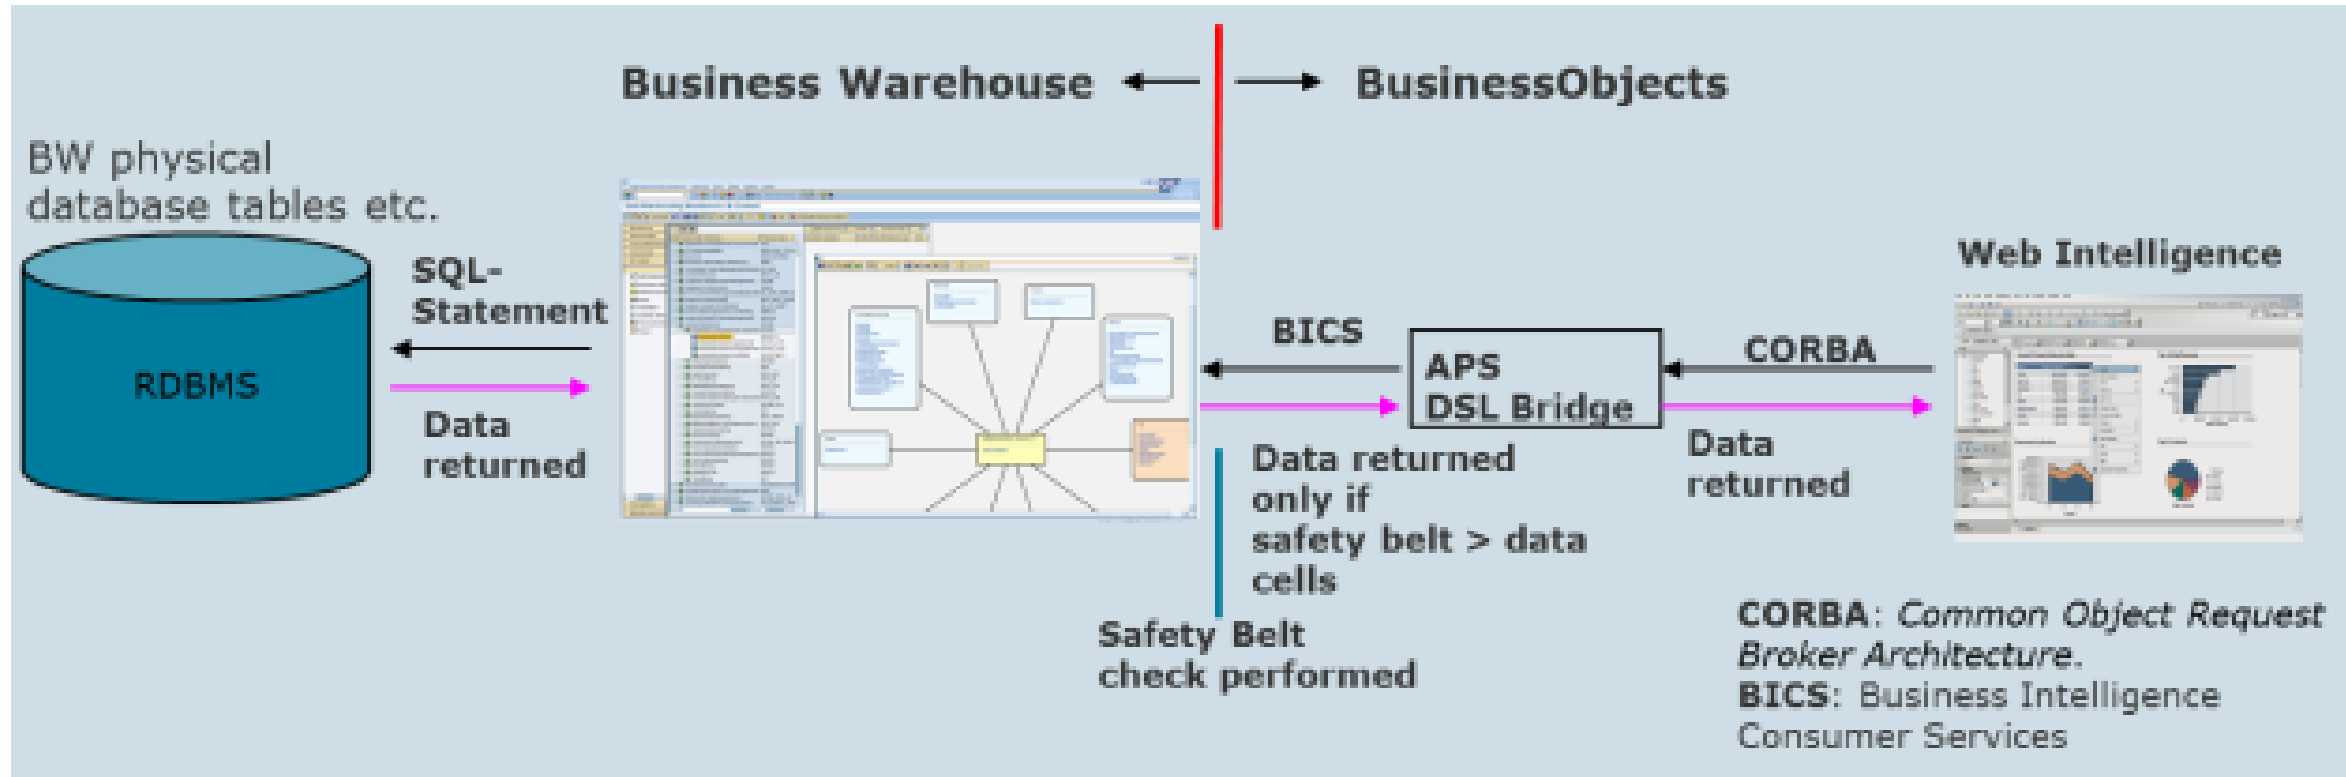 Business Warehouse
BusinessObjects
BW physical
database tables etc.
RDBMS
SQL-
Statement
Data
returned
BICS
APS
DSL Bridge
CORBA
Web Intelligence
Data returned
only if
safety belt > data
cells
Data
returned
Safety Belt
check performed
CORBA: Common Object Request
Broker Architecture.
BICS: Business Intelligence
Consumer Services